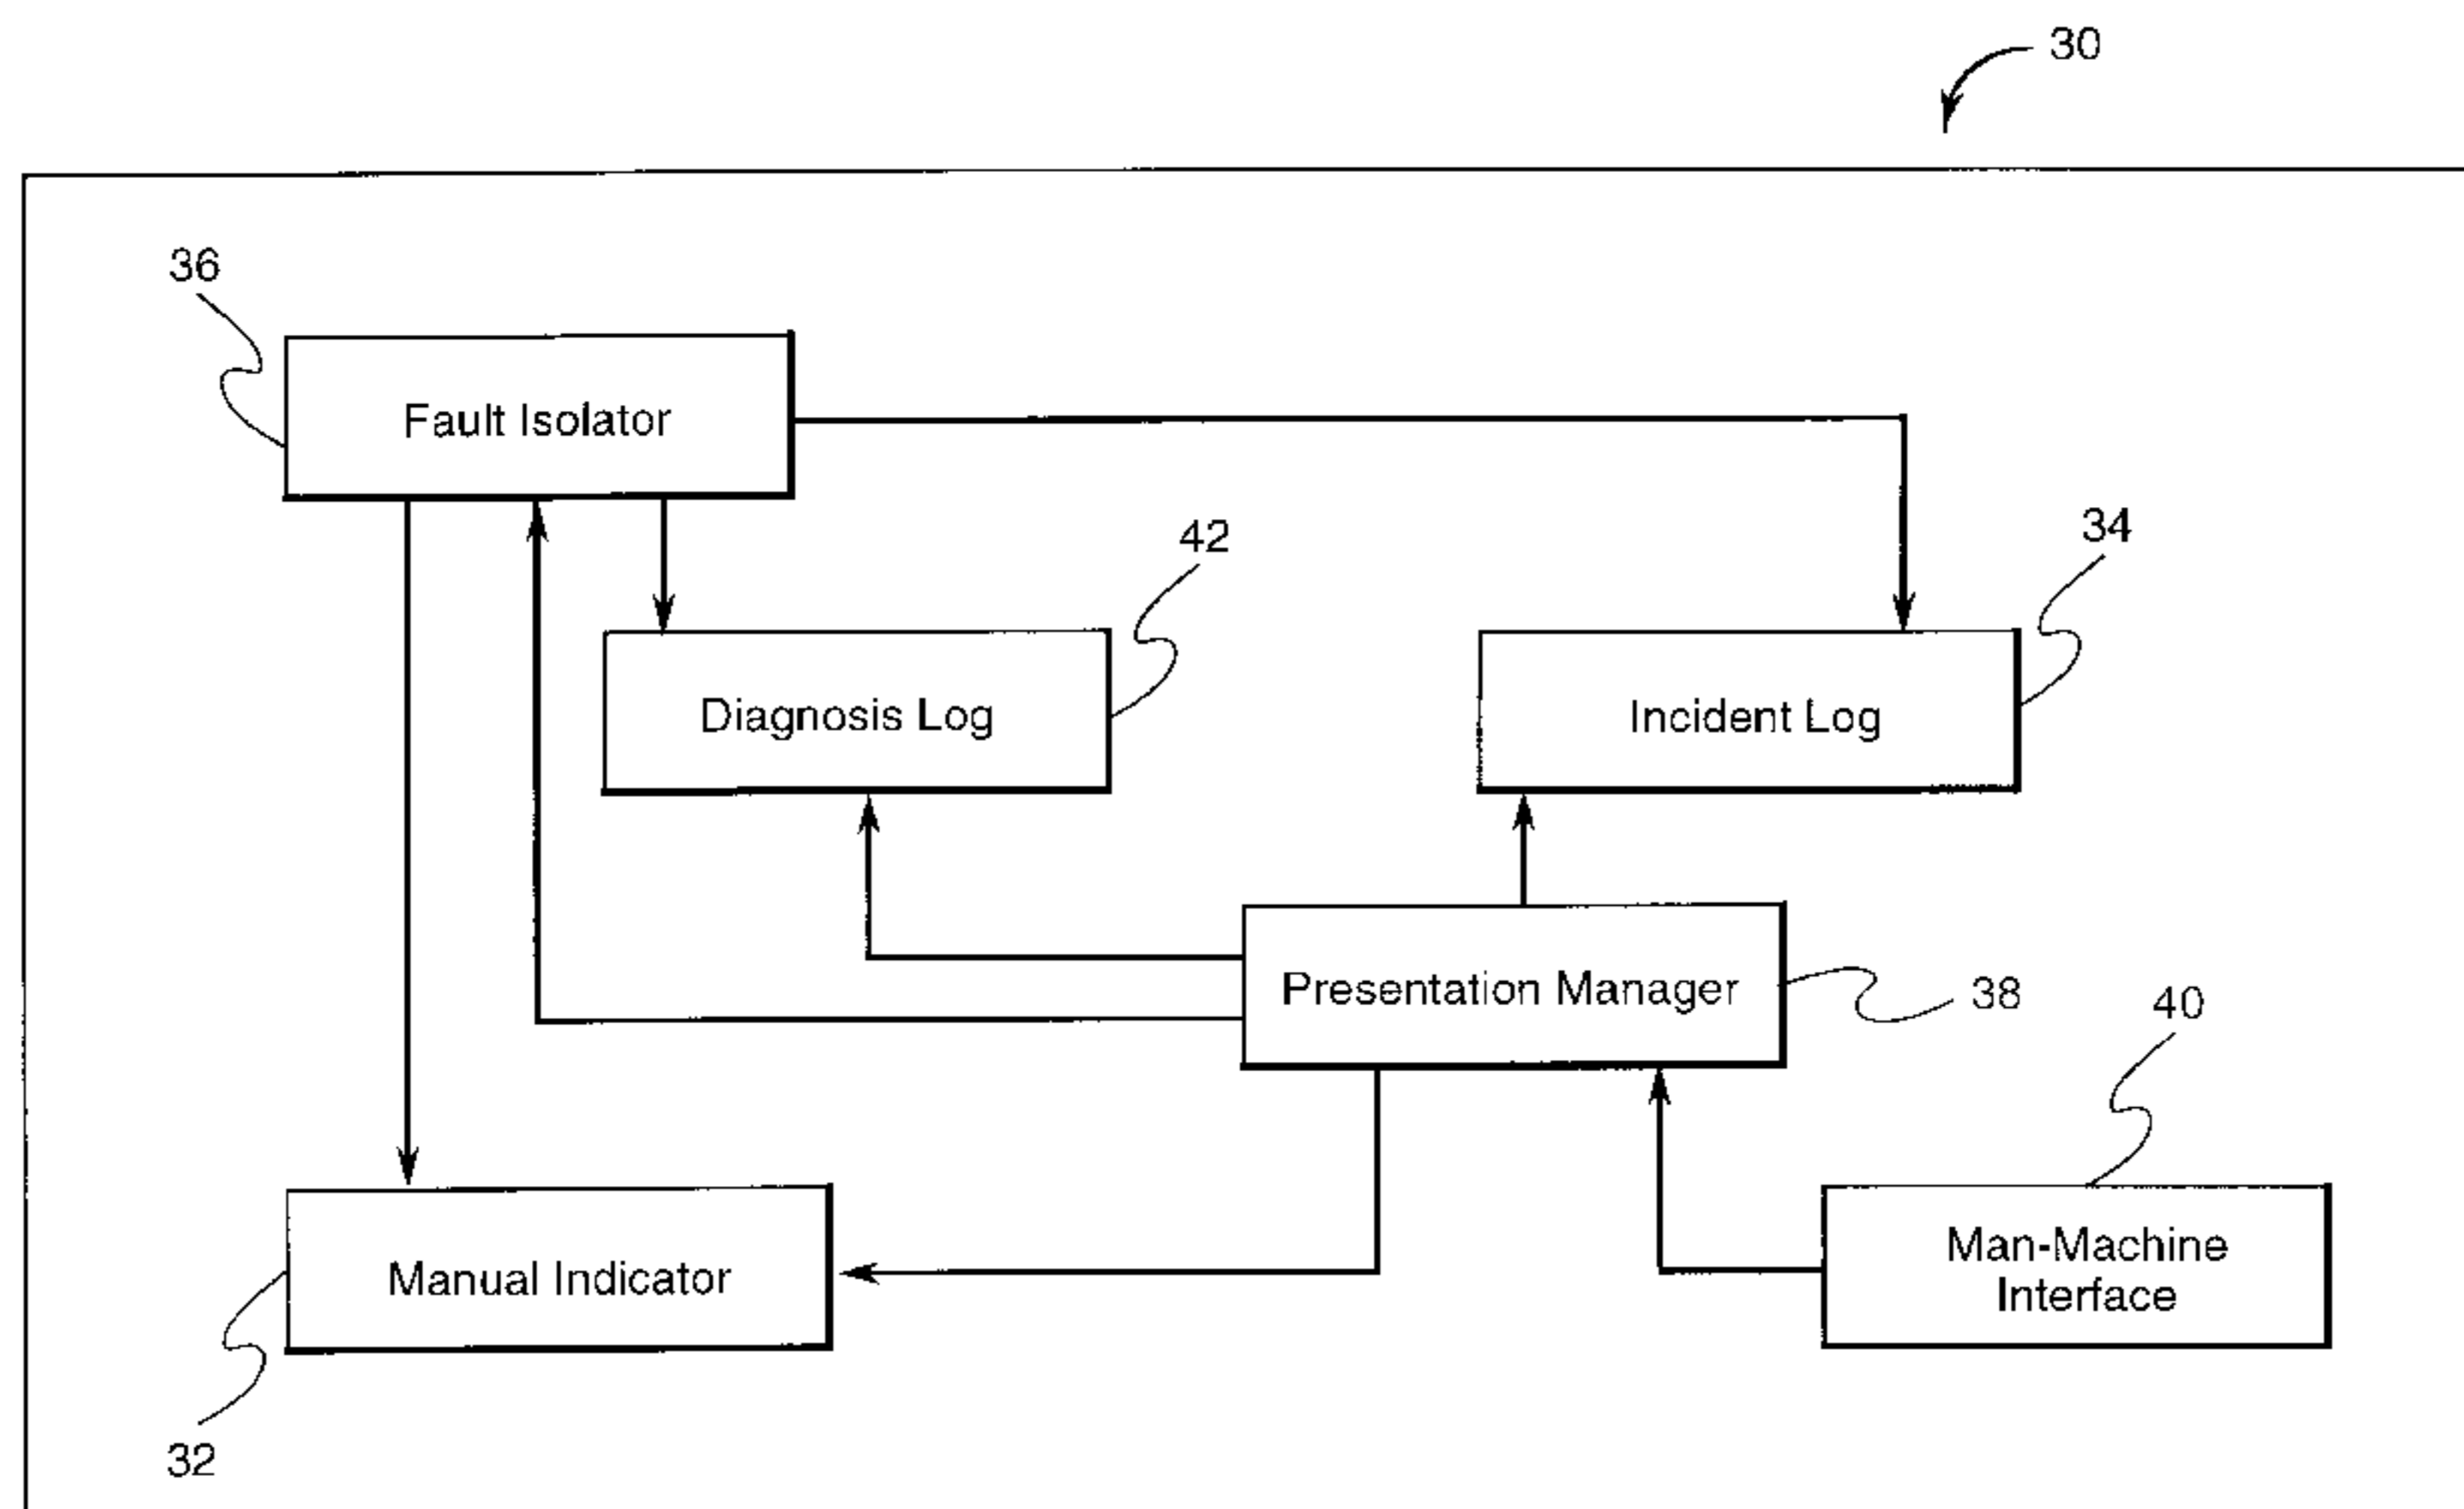 30
36
Fault Isolator
42
34
Diagnosis Log
Incident Log
Presentation Manager
38
40
Man-Machine
Interface
Manual Indicator
32